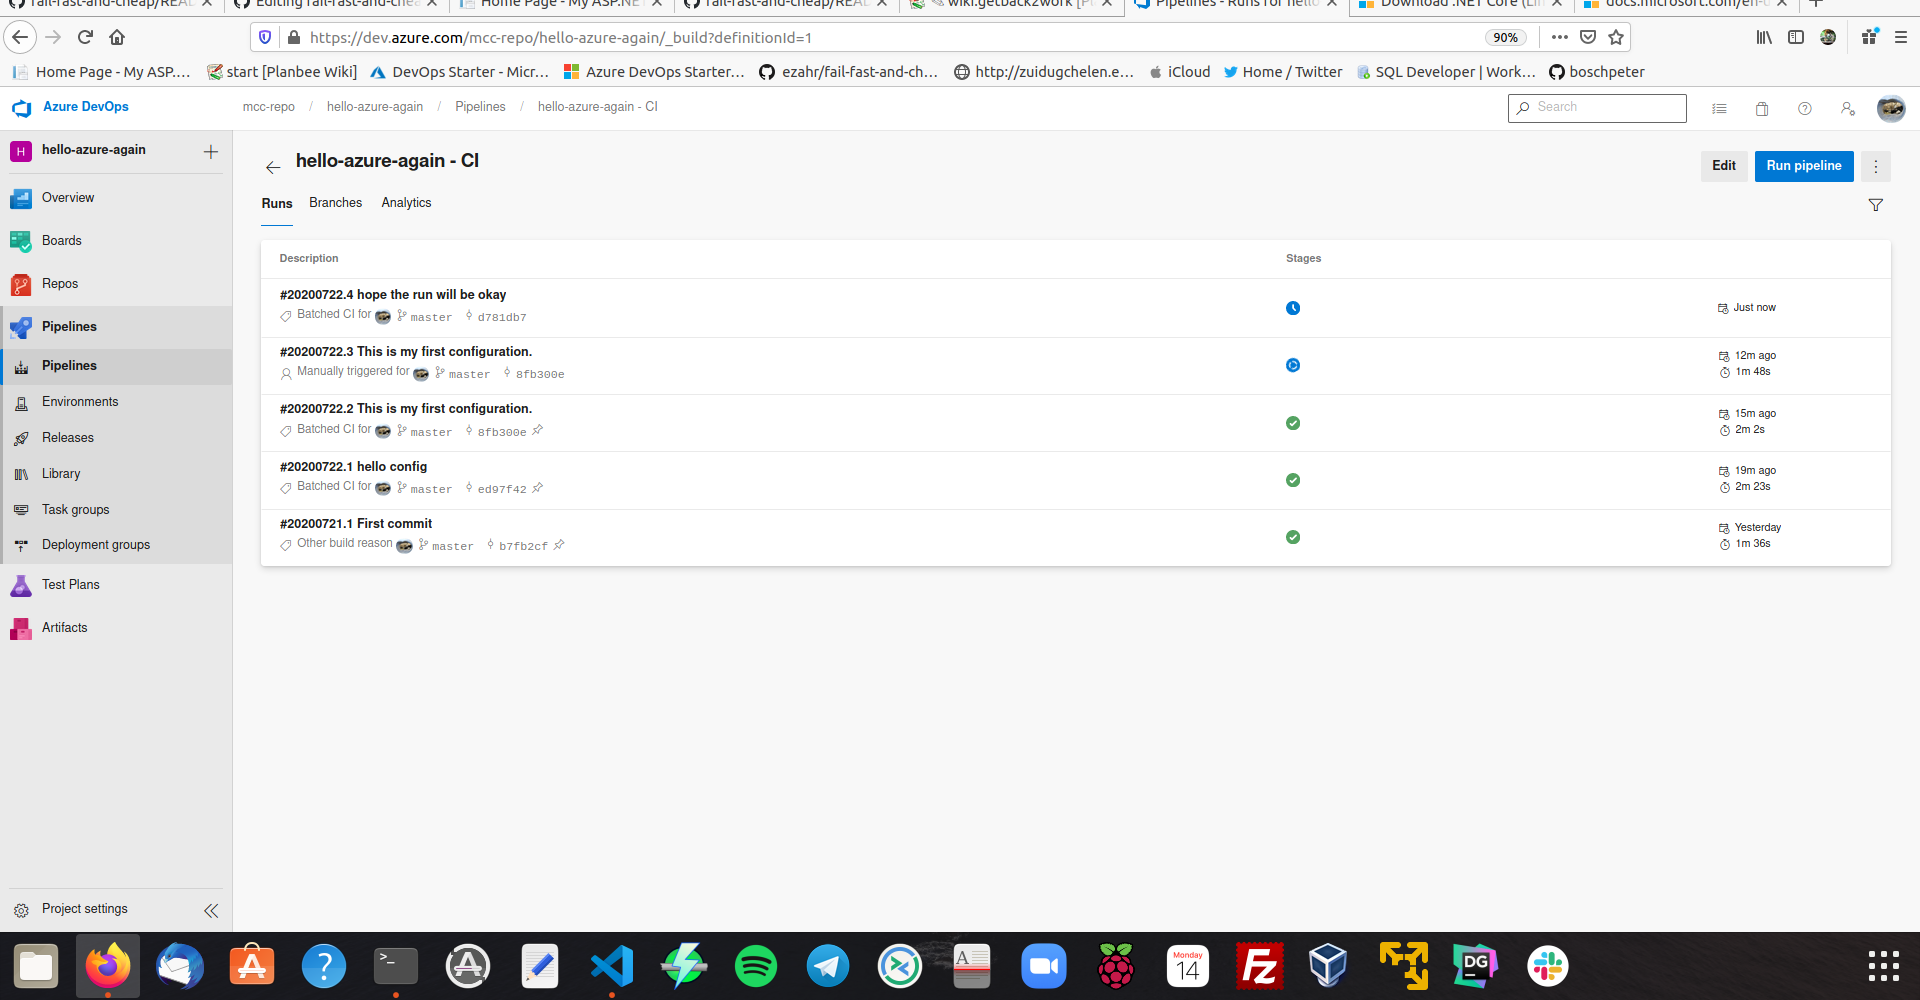 fail-fast-and-cheap/READ
Editing fail-fast-and-chea
Home Page - My ASP.NE
fail-fast-and-cheap/READ
wiki.getback2work [P
Pipelines - Runs for hello
Download .NET Core (Lin
docs.microsoft.com/en-u
https://dev.azure.com/mcc-repo/hello-azure-again/_build?definitionId=1
90%
Home Page - My ASP.… start [Planbee Wiki] DevOps Starter - Micr… Azure DevOps Starter… ezahr/fail-fast-and-ch… http://zuidugchelen.e… iCloud Home / Twitter SQL Developer | Work… boschpeter
Azure DevOps
mcc-repo / hello-azure-again / Pipelines / hello-azure-again - CI
Search
H hello-azure-again
Overview
Boards
Repos
Pipelines
Pipelines
Environments
Releases
Library
Task groups
Deployment groups
Test Plans
Artifacts
Project settings
hello-azure-again - CI
Edit
Run pipeline
Runs Branches Analytics
Description Stages
#20200722.4 hope the run will be okay
Batched CI for master d781db7
Just now
#20200722.3 This is my first configuration.
Manually triggered for master 8fb300e
12m ago
1m 48s
#20200722.2 This is my first configuration.
Batched CI for master 8fb300e
15m ago
2m 2s
#20200722.1 hello config
Batched CI for master ed97f42
19m ago
2m 23s
#20200721.1 First commit
Other build reason master b7fb2cf
Yesterday
1m 36s
>_
A
Monday
14
Fz
DG